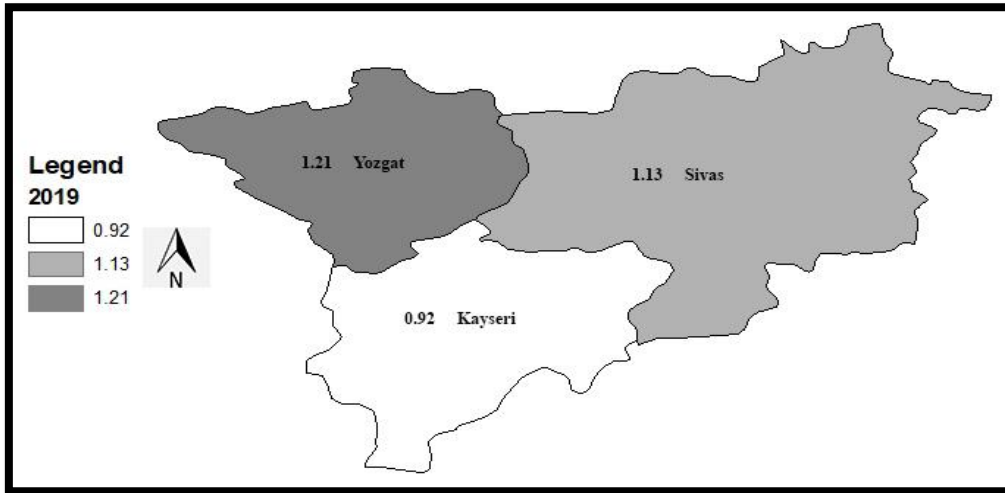 1.21 Yozgat
1.13 Sivas
Legend
2019
0.92
1.13
1.21
N
0.92 Kayseri